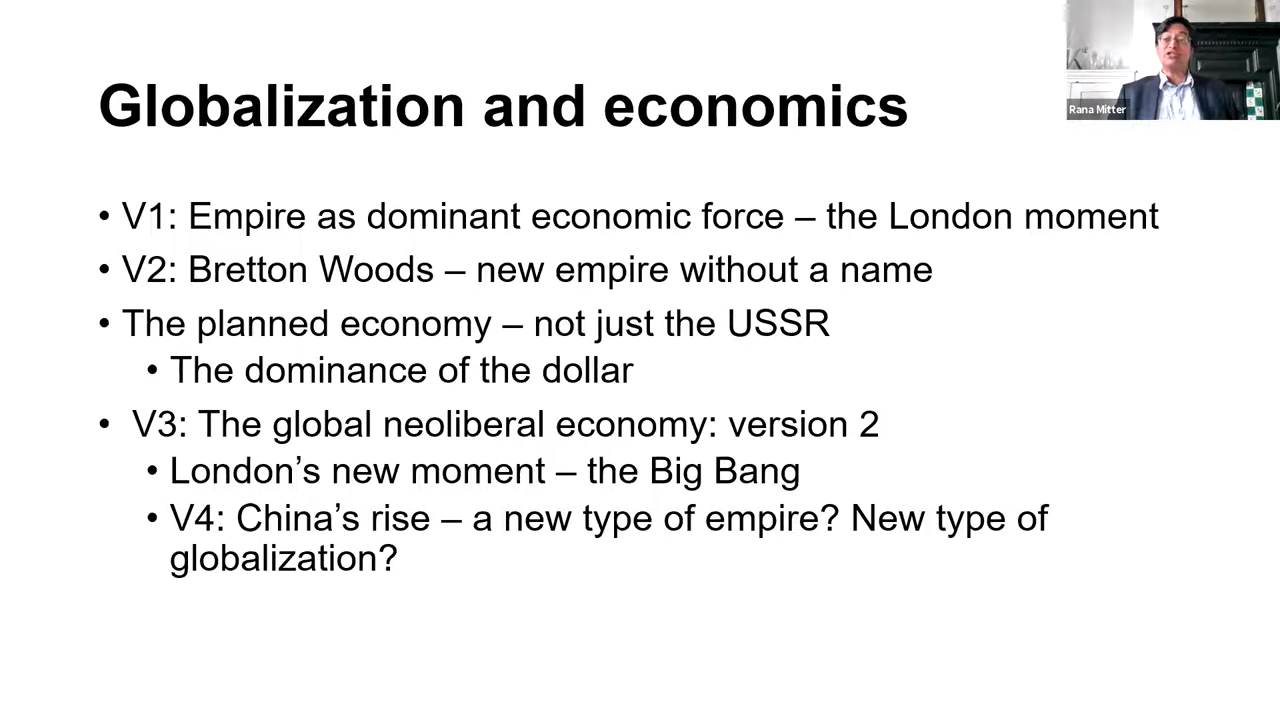 Rana Mitter
Globalization and economics
• V1: Empire as dominant economic force – the London moment
• V2: Bretton Woods – new empire without a name
• The planned economy – not just the USSR
• The dominance of the dollar
• V3: The global neoliberal economy: version 2
• London’s new moment – the Big Bang
• V4: China’s rise – a new type of empire? New type of
globalization?